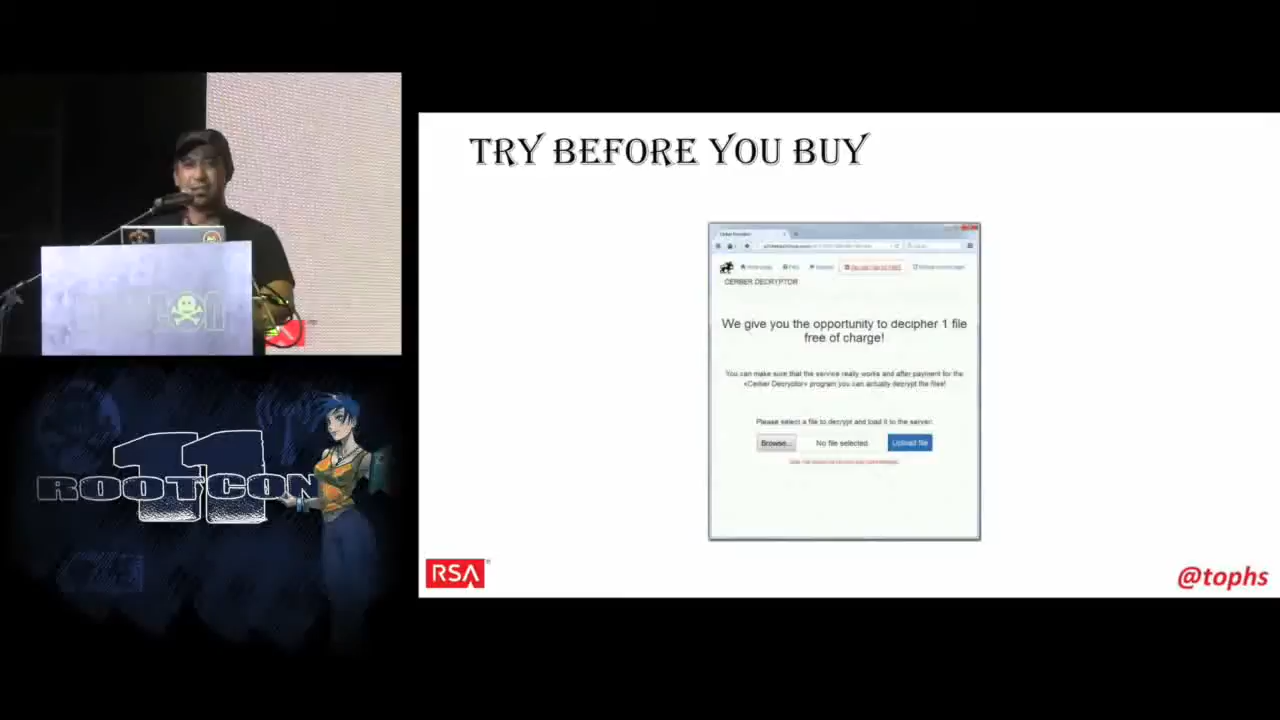 TRY BEFORE YOU BUY
CERBER DECRYPTOR
We give you the opportunity to decipher 1 file
free of charge!
You can make sure that the service really works and after payment for the
«Cerber Decryptor» program you can actually decrypt the files!
Please select a file to decrypt and load it to the server:
Browse... No file selected. Upload file
11
ROOTCON
RSA
@tophs